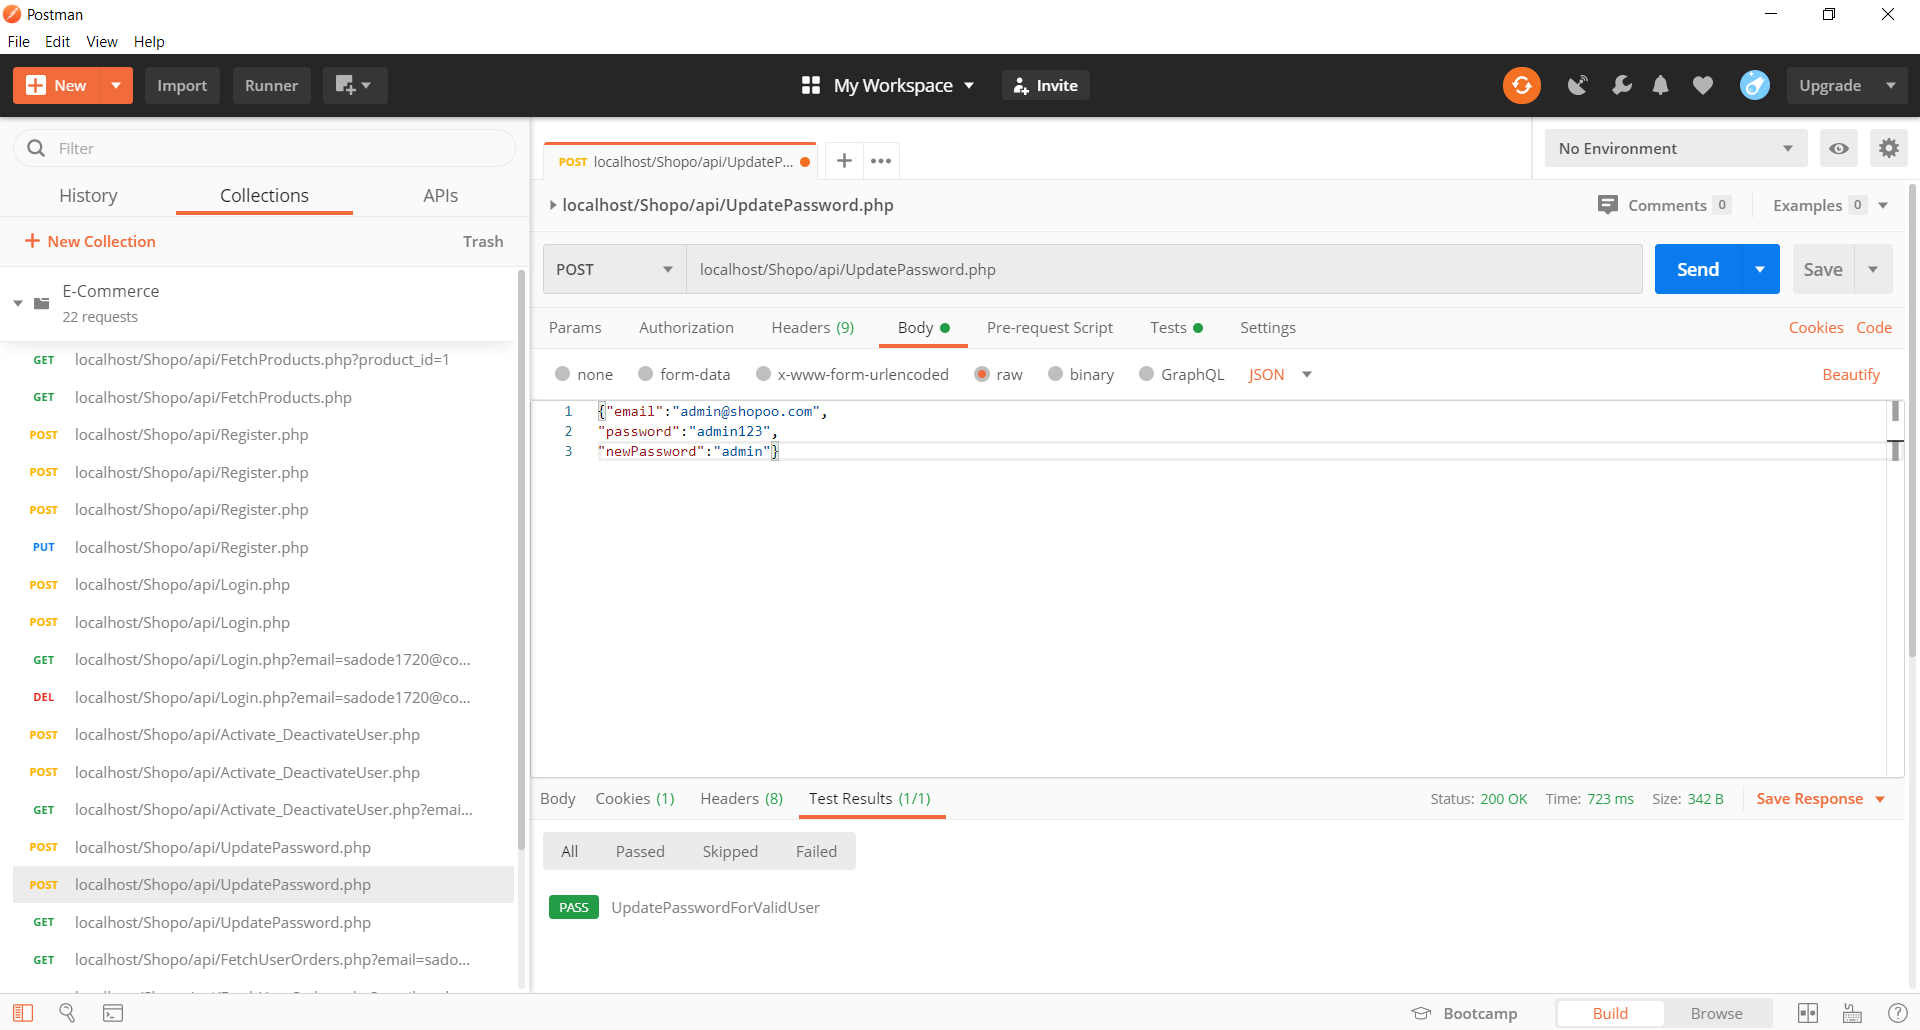 Postman
File Edit View Help
New Import Runner My Workspace Invite Upgrade
Filter
History Collections APIs
New Collection Trash
E-Commerce
22 requests
GET localhost/Shopo/api/FetchProducts.php?product_id=1
GET localhost/Shopo/api/FetchProducts.php
POST localhost/Shopo/api/Register.php
POST localhost/Shopo/api/Register.php
POST localhost/Shopo/api/Register.php
PUT localhost/Shopo/api/Register.php
POST localhost/Shopo/api/Login.php
POST localhost/Shopo/api/Login.php
GET localhost/Shopo/api/Login.php?email=sadode1720@co...
DEL localhost/Shopo/api/Login.php?email=sadode1720@co...
POST localhost/Shopo/api/Activate_DeactivateUser.php
POST localhost/Shopo/api/Activate_DeactivateUser.php
GET localhost/Shopo/api/Activate_DeactivateUser.php?emai...
POST localhost/Shopo/api/UpdatePassword.php
POST localhost/Shopo/api/UpdatePassword.php
GET localhost/Shopo/api/UpdatePassword.php
GET localhost/Shopo/api/FetchUserOrders.php?email=sado...
POST localhost/Shopo/api/UpdateP... No Environment
localhost/Shopo/api/UpdatePassword.php Comments 0 Examples 0
POST localhost/Shopo/api/UpdatePassword.php Send Save
Params Authorization Headers (9) Body Pre-request Script Tests Settings Cookies Code
none form-data x-www-form-urlencoded raw binary GraphQL JSON Beautify
1 {"email":"admin@shopoo.com",
2 "password":"admin123",
3 "newPassword":"admin"}
Body Cookies (1) Headers (8) Test Results (1/1) Status: 200 OK Time: 723 ms Size: 342 B Save Response
All Passed Skipped Failed
PASS UpdatePasswordForValidUser
Bootcamp Build Browse